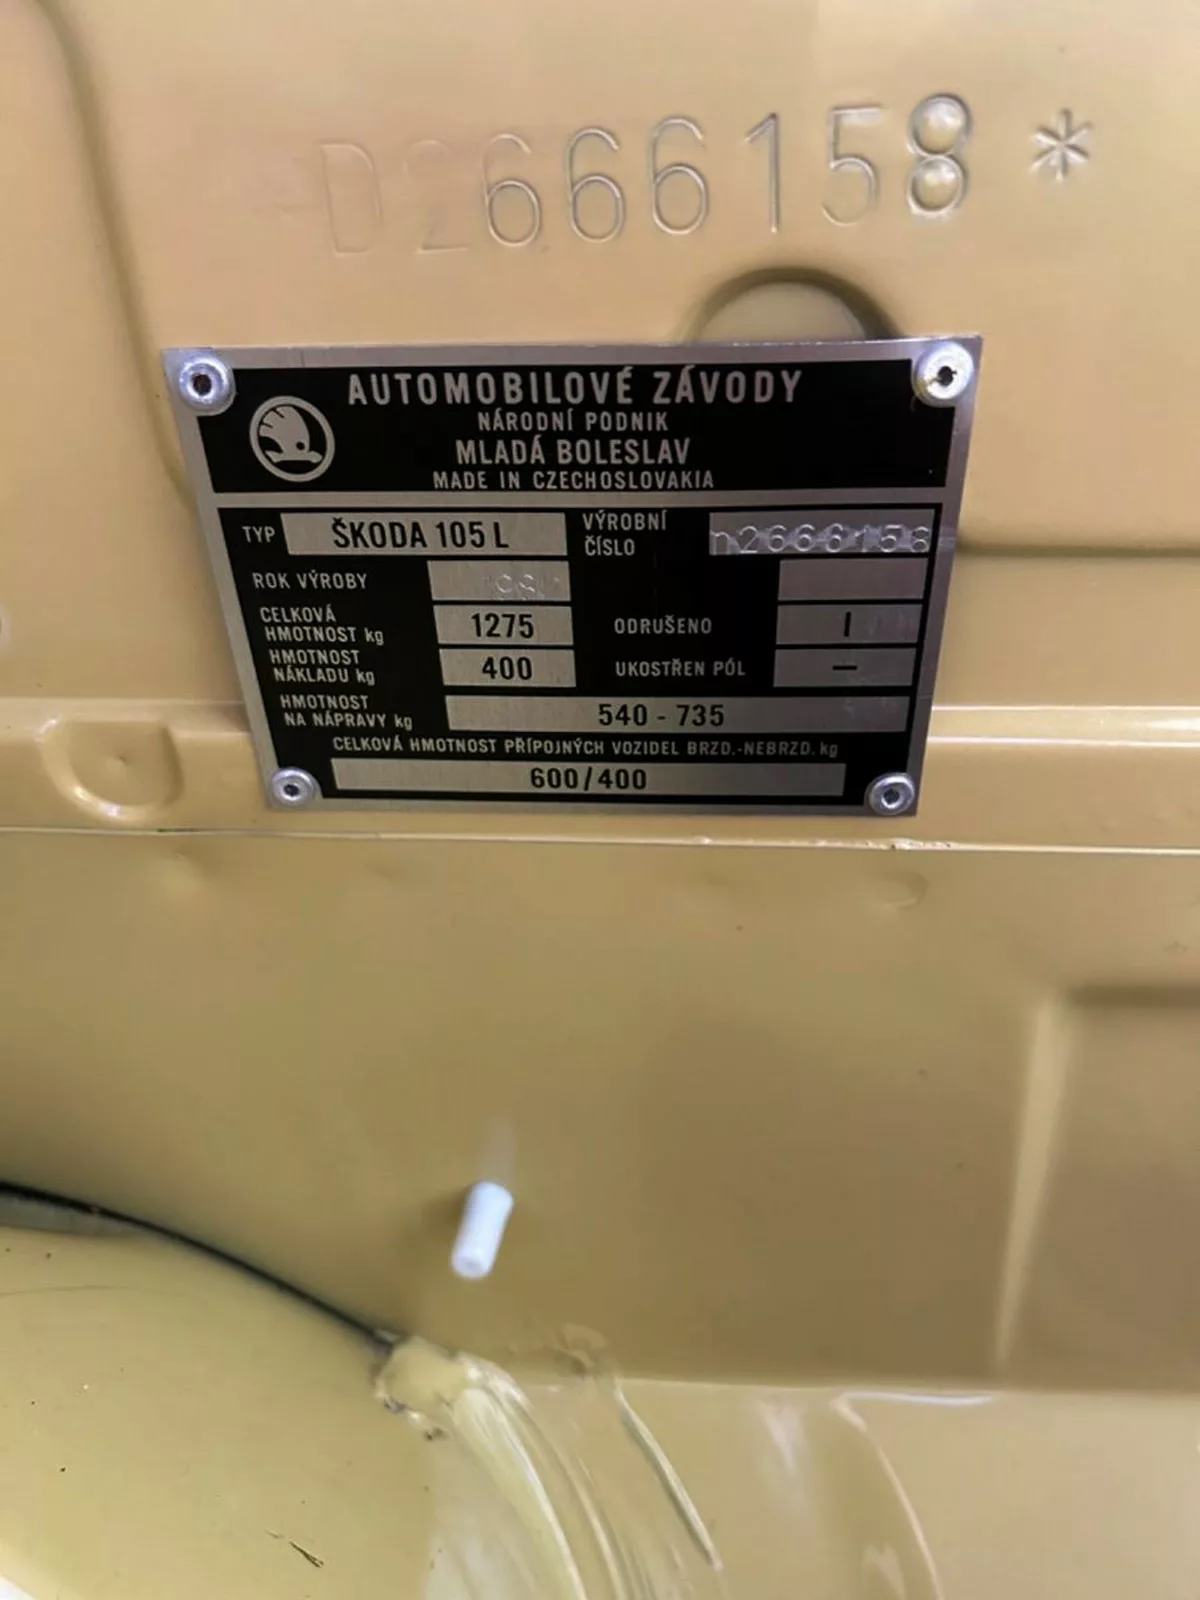 D2666158*
AUTOMOBILOVÉ ZÁVODY
NÁRODNÍ PODNIK
MLADÁ BOLESLAV
MADE IN CZECHOSLOVAKIA
TYP ŠKODA 105 L
VÝROBNÍ ČÍSLO D2666158
ROK VÝROBY
CELKOVÁ HMOTNOST kg 1275
ODRUŠENO I
HMOTNOST NÁKLADU kg 400
UKOSTŘEN PÓL –
HMOTNOST NA NÁPRAVY kg 540 - 735
CELKOVÁ HMOTNOST PŘÍPOJNÝCH VOZIDEL BRZD.-NEBRZD. kg
600/400